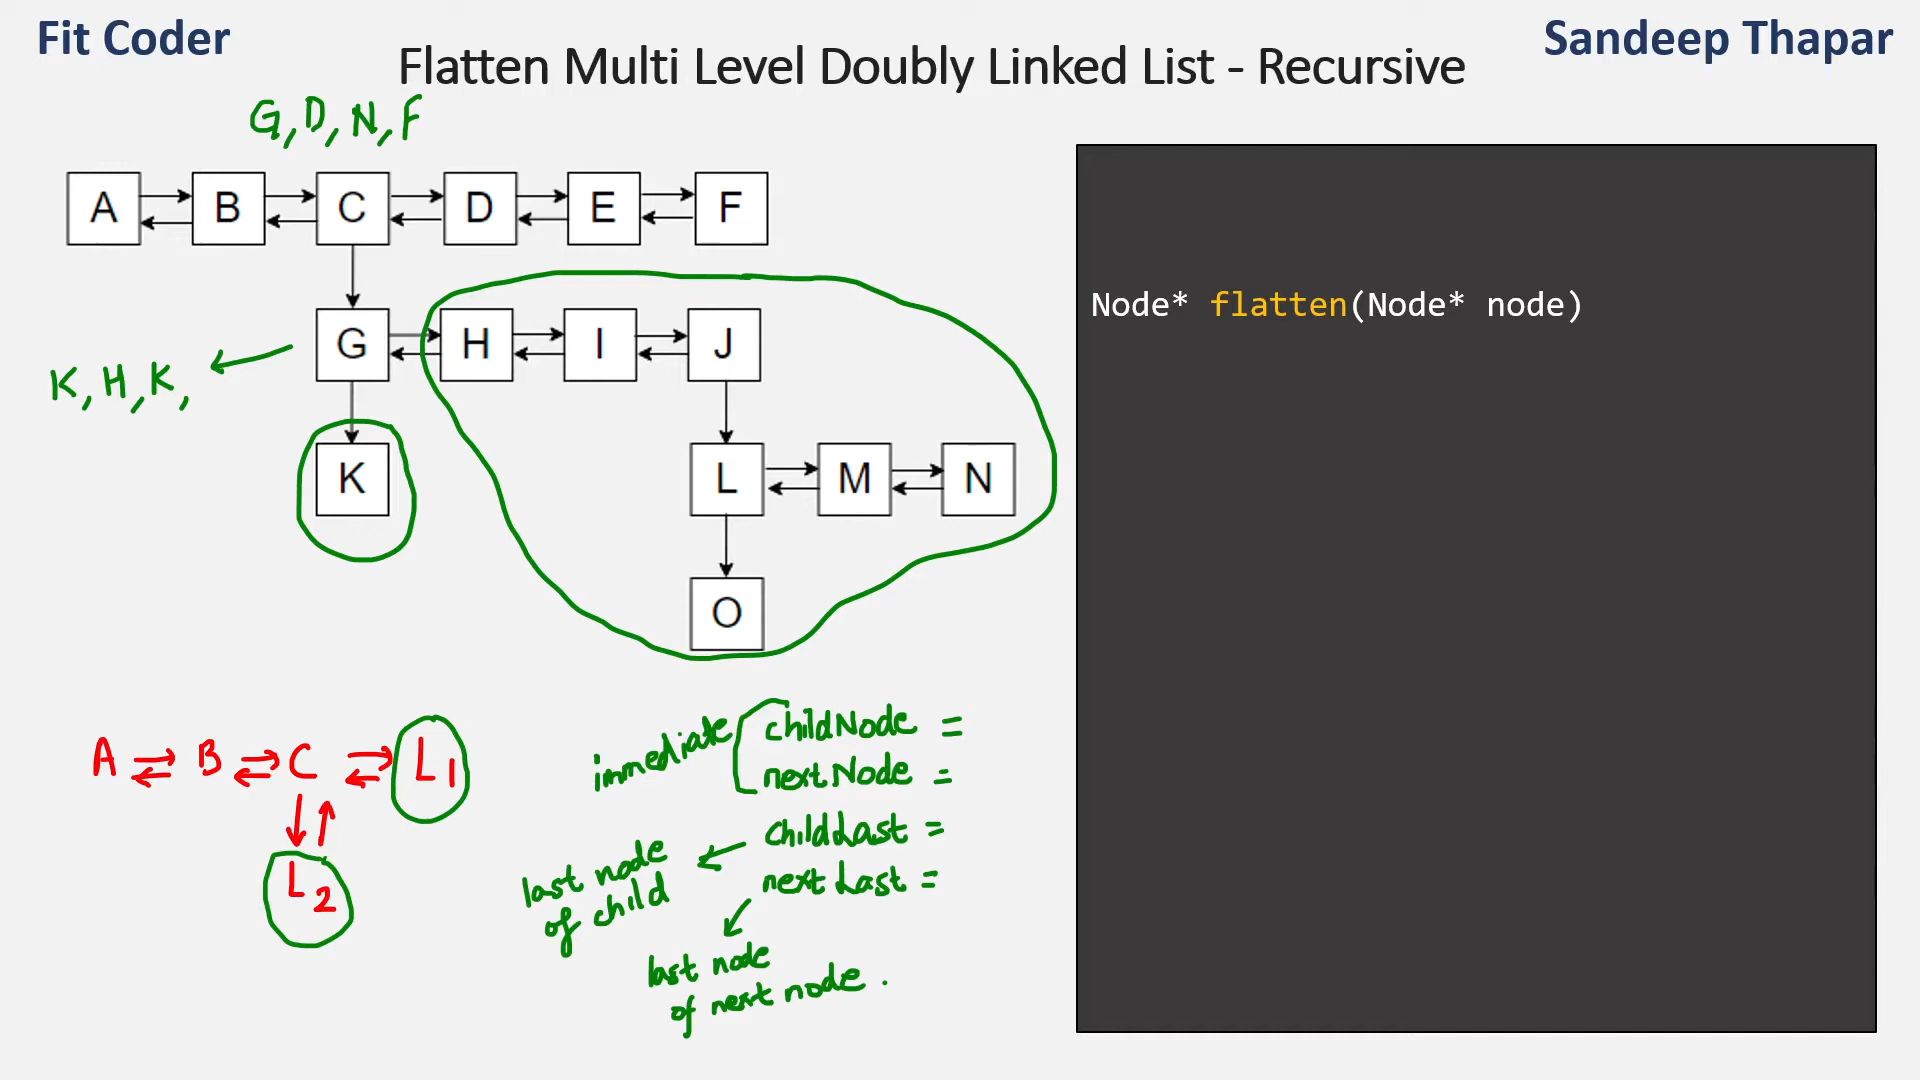 Fit Coder
Sandeep Thapar
Flatten Multi Level Doubly Linked List - Recursive
G, D, N, F
A B C D E F
G H I J
K, H, K,
K L M N
O
Node* flatten(Node* node)
A B C L1
L2
immediate
childNode =
nextNode =
childLast =
nextLast =
last node
of child
last node
of next node .